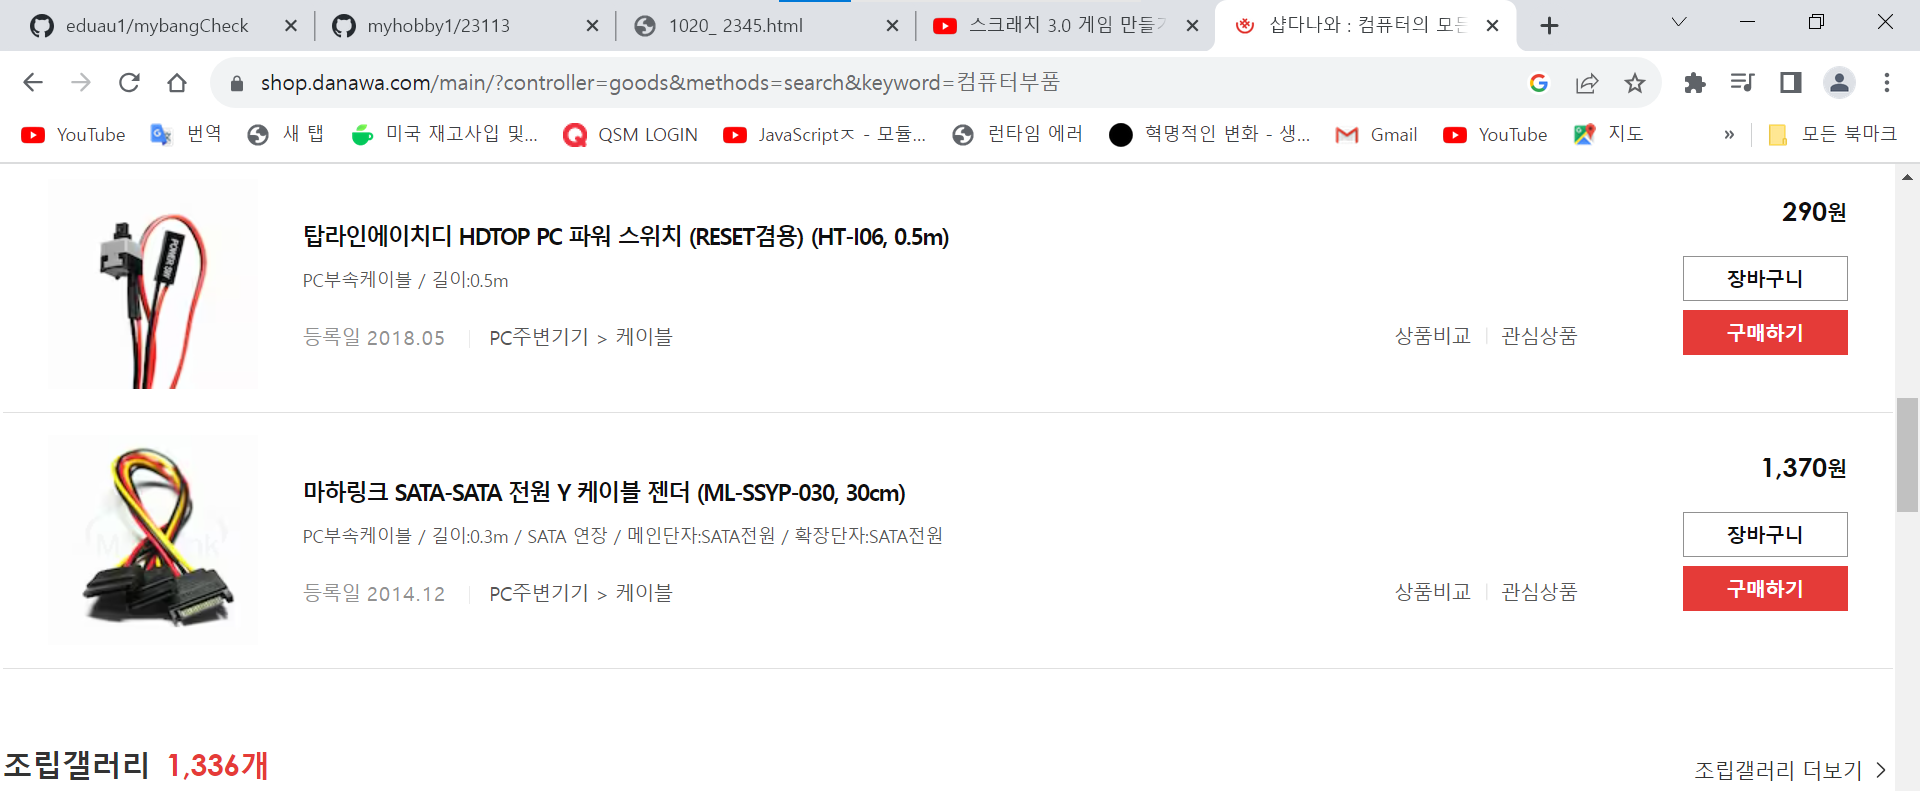 eduau1/mybangCheck
myhobby1/23113
1020_ 2345.html
스크래치 3.0 게임 만들기
샵다나와 : 컴퓨터의 모든
shop.danawa.com/main/?controller=goods&methods=search&keyword=컴퓨터부품
YouTube
번역
새 탭
미국 재고사입 및...
QSM LOGIN
JavaScriptㅈ - 모듈...
런타임 에러
혁명적인 변화 - 생...
Gmail
YouTube
지도
»
모든 북마크
POWER SW
탑라인에이치디 HDTOP PC 파워 스위치 (RESET겸용) (HT-I06, 0.5m)
290원
PC부속케이블 / 길이:0.5m
장바구니
등록일 2018.05
PC주변기기 > 케이블
상품비교
관심상품
구매하기
마하링크 SATA-SATA 전원 Y 케이블 젠더 (ML-SSYP-030, 30cm)
1,370원
PC부속케이블 / 길이:0.3m / SATA 연장 / 메인단자:SATA전원 / 확장단자:SATA전원
장바구니
등록일 2014.12
PC주변기기 > 케이블
상품비교
관심상품
구매하기
조립갤러리 1,336개
조립갤러리 더보기 >